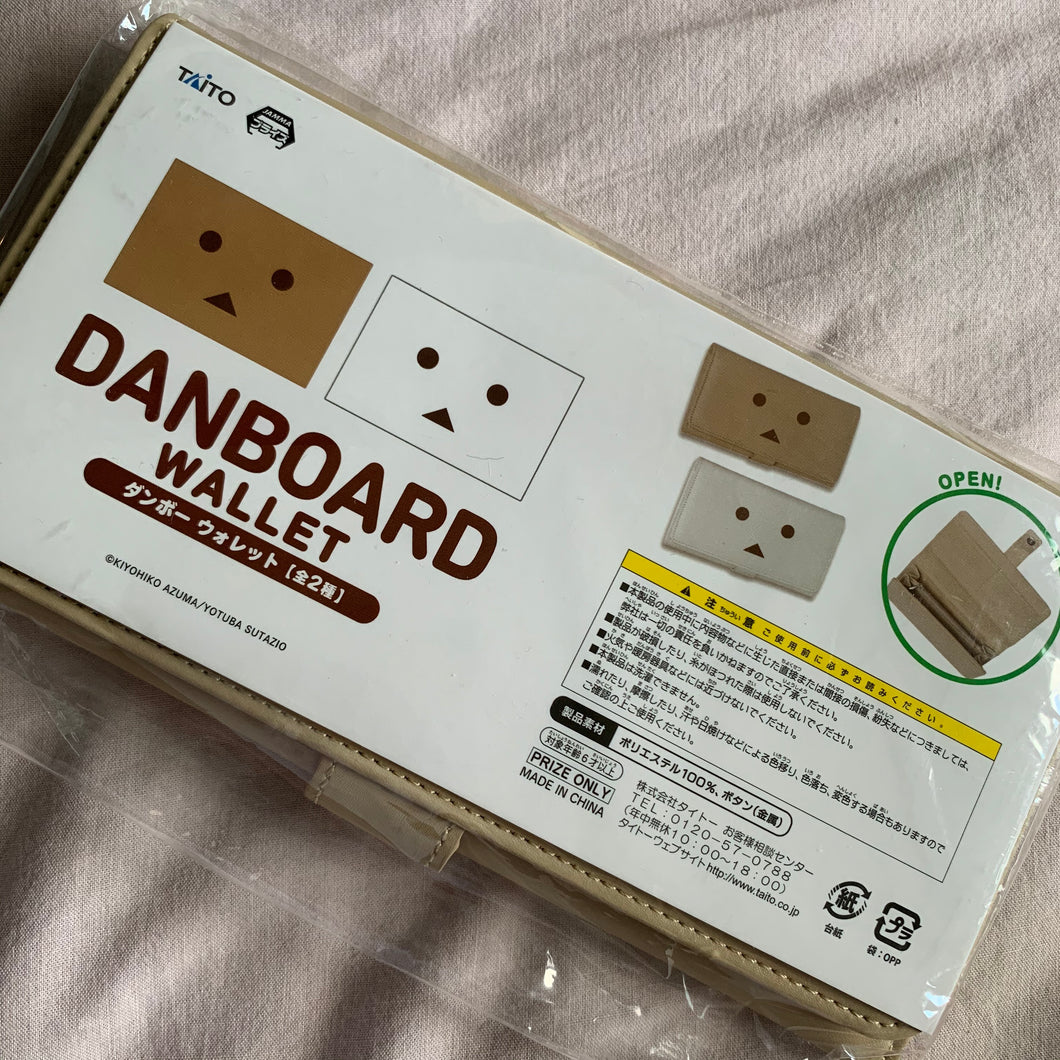 TAITO
JAMMA
プライズ
DANBOARD
WALLET
ダンボー ウォレット [全2種]
©KIYOHIKO AZUMA/YOTUBA SUTAZIO
OPEN!
注ちゅうい意 ご使用前に必ずお読みください。
■本製品の使用中に内容物などに生じた直接または間接の損傷、紛失などにつきましては、
弊社は一切の責任を負いかねますのでご了承ください。
■製品が破損したり、糸がほつれた際は使用しないでください。
■火気や暖房器具などには近づけないでください。
■本製品は洗濯できません。
■濡れたり、摩擦したり、汗や日焼けなどによる色移り、色落ち、変色する場合もありますので
ご確認の上ご使用ください。
製品素材 ポリエステル100%、ボタン(金属)
対象年齢6才以上
PRIZE ONLY
MADE IN CHINA
株式会社タイトー お客様相談センター
TEL:0120-57-0788
(年中無休10:00~18:00)
タイトーウェブサイトhttp://www.taito.co.jp
紙
台紙
プラ
袋:OPP